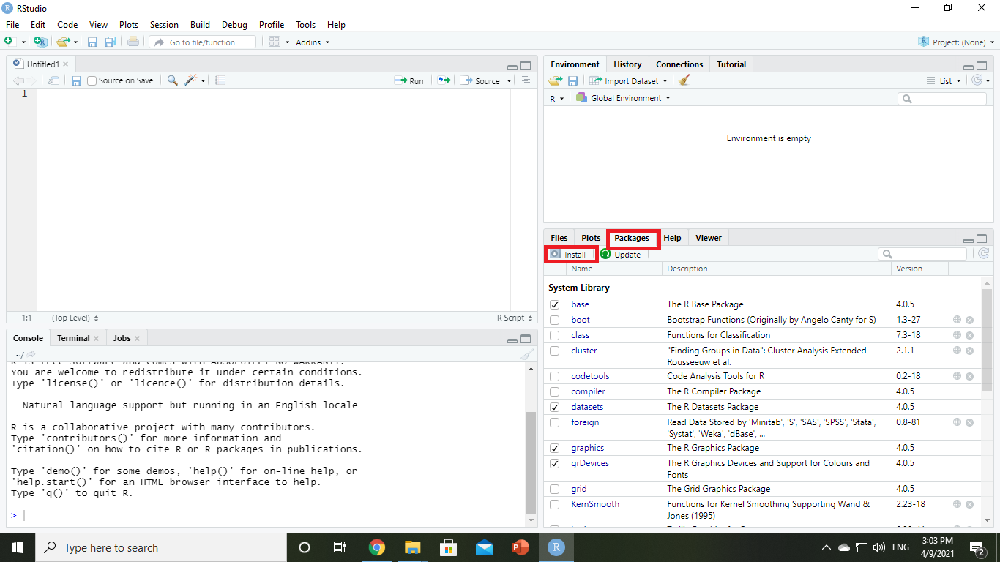 RStudio
File Edit Code View Plots Session Build Debug Profile Tools Help
Go to file/function Addins Project: (None)
Untitled1
Source on Save Run Source
1
1:1 (Top Level) R Script
Console Terminal Jobs
~/
R is free software and comes with ABSOLUTELY NO WARRANTY.
You are welcome to redistribute it under certain conditions.
Type 'license()' or 'licence()' for distribution details.
Natural language support but running in an English locale
R is a collaborative project with many contributors.
Type 'contributors()' for more information and
'citation()' on how to cite R or R packages in publications.
Type 'demo()' for some demos, 'help()' for on-line help, or
'help.start()' for an HTML browser interface to help.
Type 'q()' to quit R.
>
Environment History Connections Tutorial
Import Dataset List
R Global Environment
Environment is empty
Files Plots Packages Help Viewer
Install Update
Name Description Version
System Library
base The R Base Package 4.0.5
boot Bootstrap Functions (Originally by Angelo Canty for S) 1.3-27
class Functions for Classification 7.3-18
cluster "Finding Groups in Data": Cluster Analysis Extended 2.1.1
Rousseeuw et al.
codetools Code Analysis Tools for R 0.2-18
compiler The R Compiler Package 4.0.5
datasets The R Datasets Package 4.0.5
foreign Read Data Stored by 'Minitab', 'S', 'SAS', 'SPSS', 'Stata', 0.8-81
'Systat', 'Weka', 'dBase', ...
graphics The R Graphics Package 4.0.5
grDevices The R Graphics Devices and Support for Colours and 4.0.5
Fonts
grid The Grid Graphics Package 4.0.5
KernSmooth Functions for Kernel Smoothing Supporting Wand & 2.23-18
Jones (1995)
Type here to search
ENG
3:03 PM
4/9/2021
2